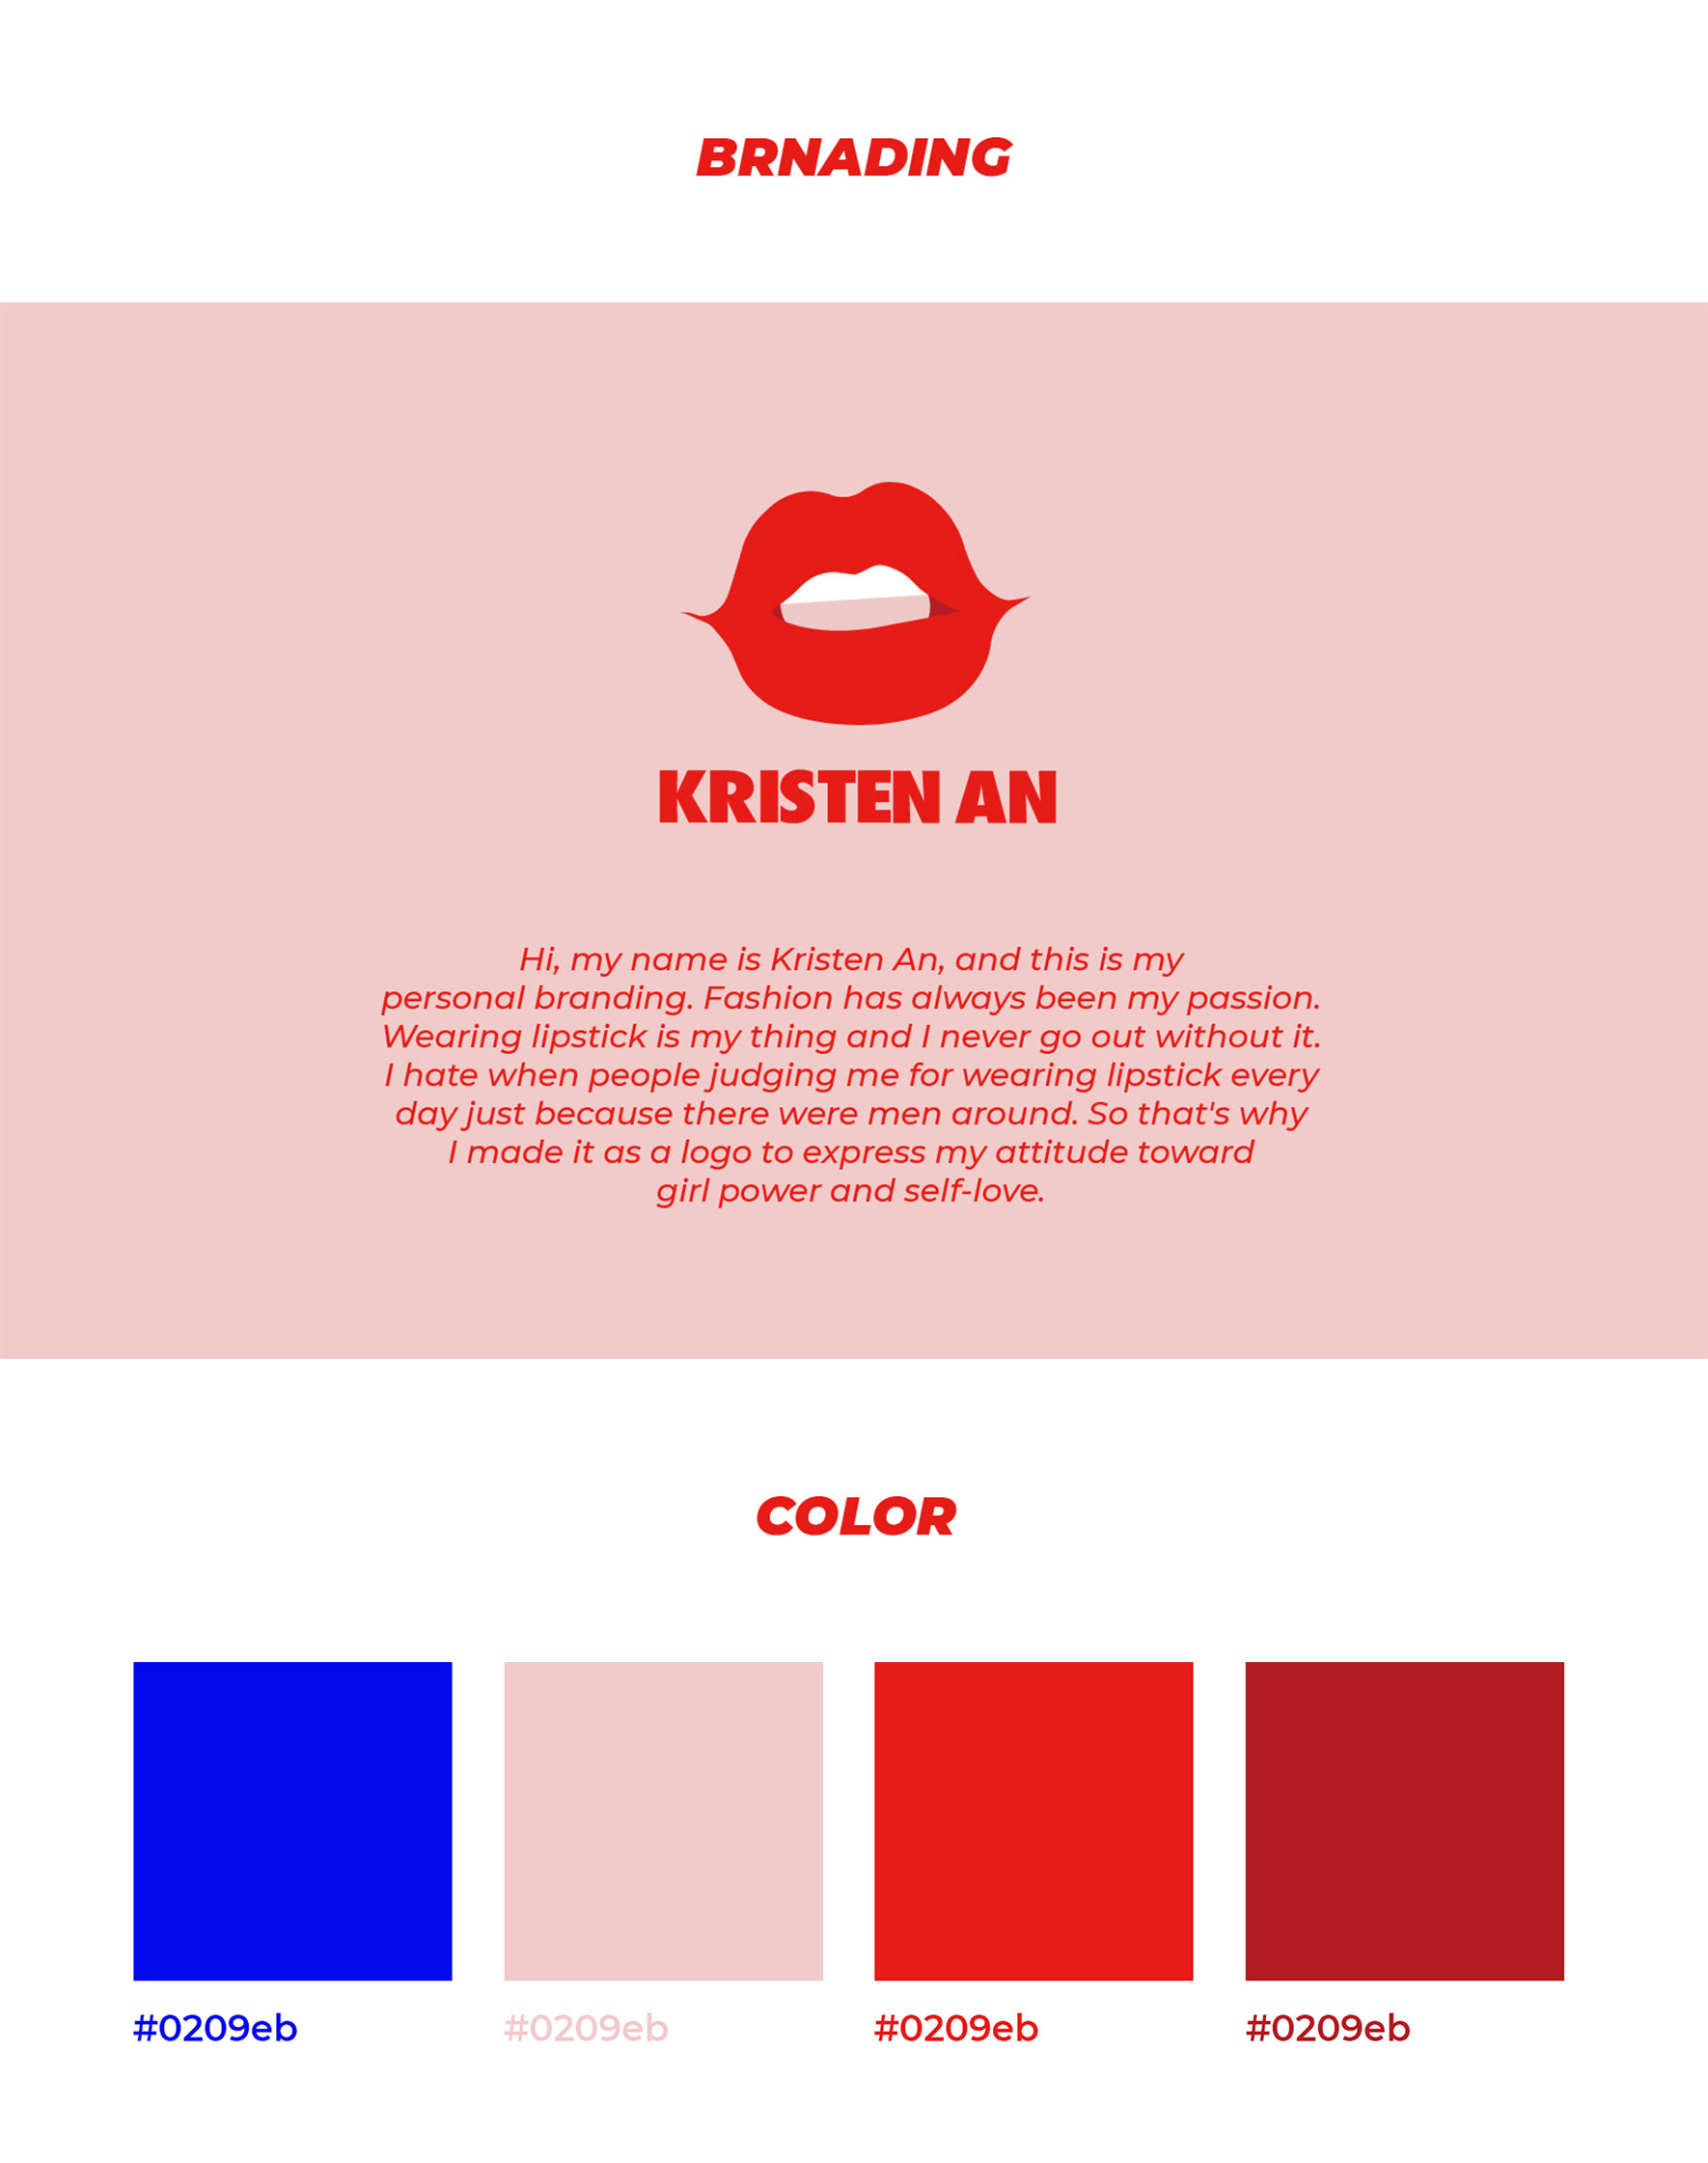 BRNADING
KRISTEN AN
Hi, my name is Kristen An, and this is my
personal branding. Fashion has always been my passion.
Wearing lipstick is my thing and I never go out without it.
I hate when people judging me for wearing lipstick every
day just because there were men around. So that's why
I made it as a logo to express my attitude toward
girl power and self-love.
COLOR
#0209eb #0209eb #0209eb #0209eb